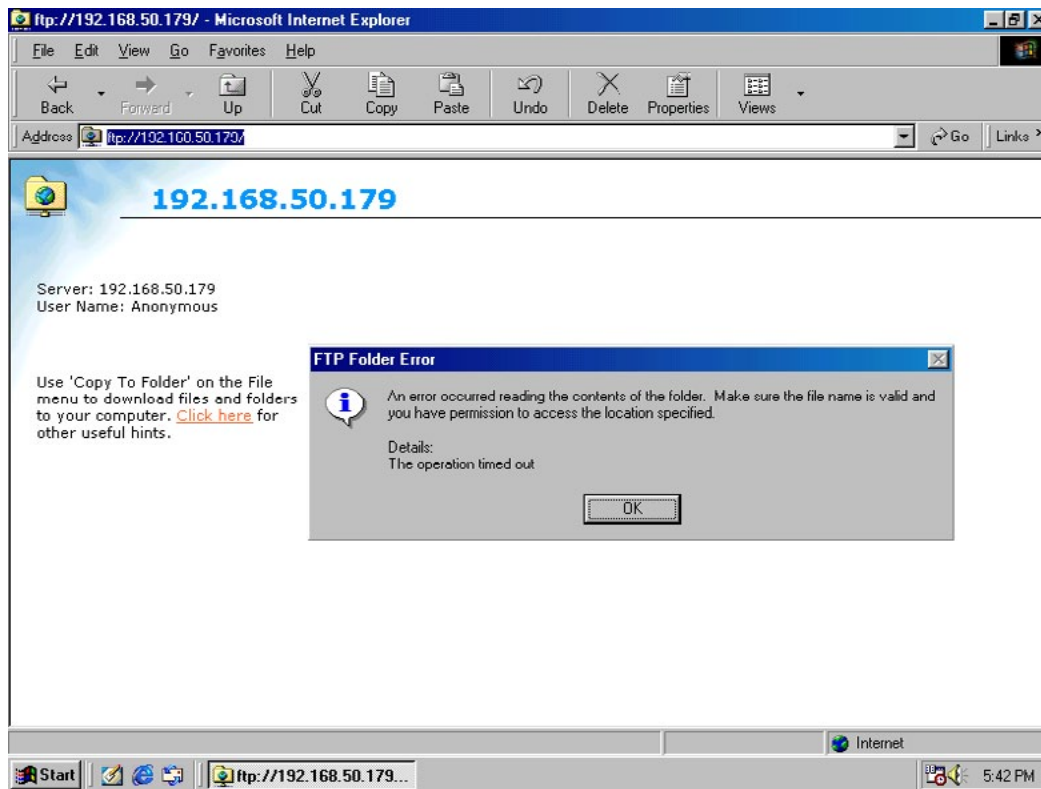 ftp://192.168.50.179/ - Microsoft Internet Explorer
File Edit View Go Favorites Help
Back Forward Up Cut Copy Paste Undo Delete Properties Views
Address ftp://192.168.50.179/ Go Links
192.168.50.179
Server: 192.168.50.179
User Name: Anonymous
Use 'Copy To Folder' on the File
menu to download files and folders
to your computer. Click here for
other useful hints.
FTP Folder Error
An error occurred reading the contents of the folder. Make sure the file name is valid and
you have permission to access the location specified.
Details:
The operation timed out
OK
Internet
Start ftp://192.168.50.179... 5:42 PM